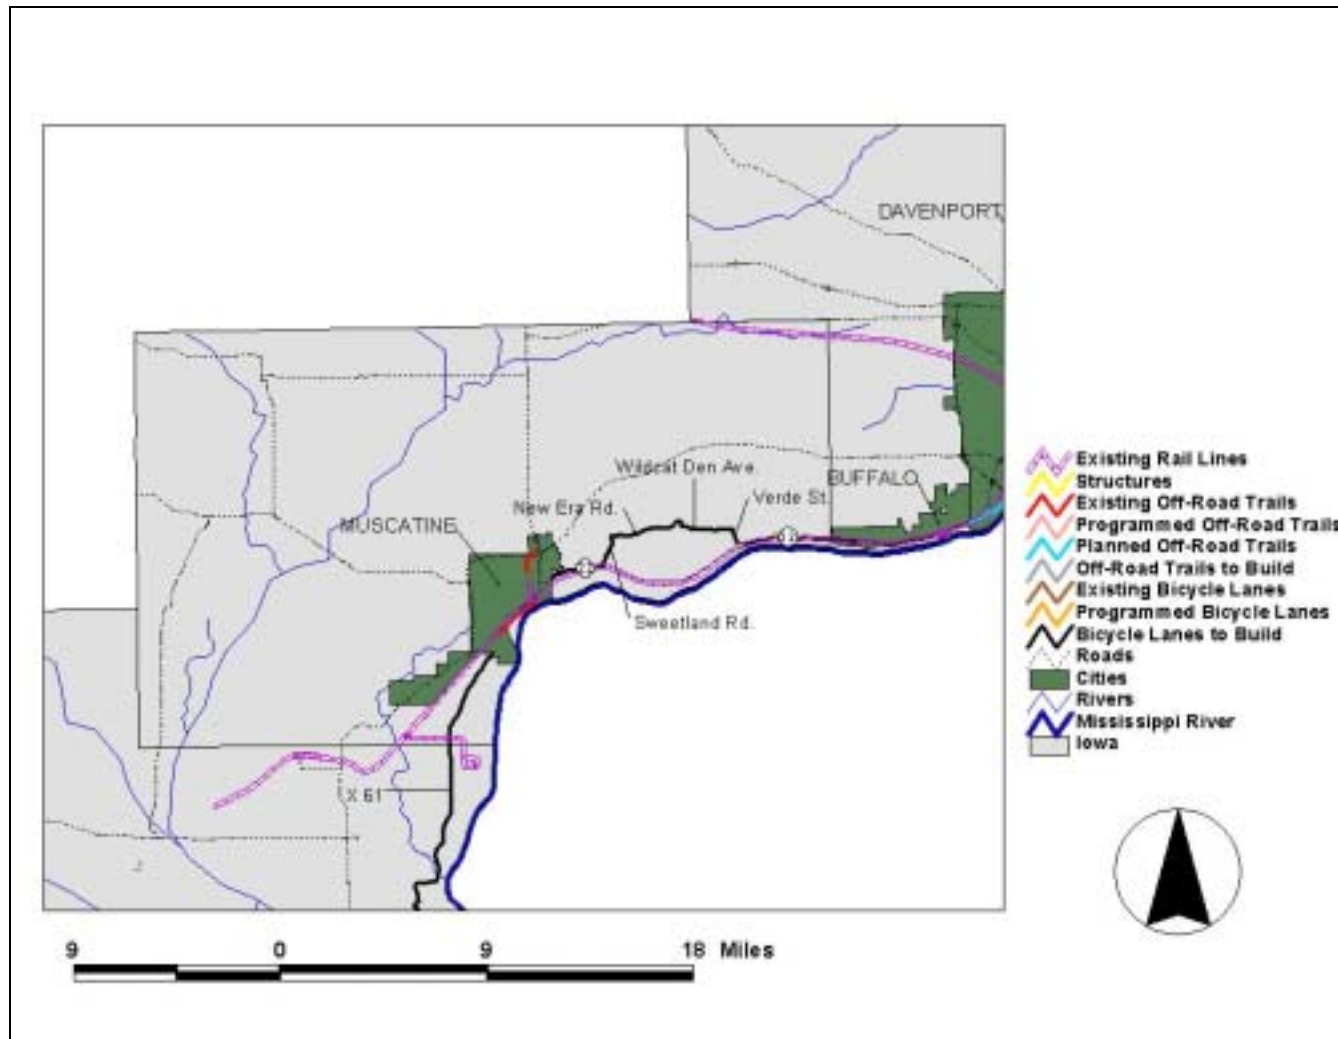 DAVENPORT
Wildcat Den Ave.
BUFFALO
Verde St.
New Era Rd.
MUSCATINE
Sweetland Rd.
X 61
Existing Rail Lines
Structures
Existing Off-Road Trails
Programmed Off-Road Trails
Planned Off-Road Trails
Off-Road Trails to Build
Existing Bicycle Lanes
Programmed Bicycle Lanes
Bicycle Lanes to Build
Roads
Cities
Rivers
Mississippi River
Iowa
9 0 9 18 Miles